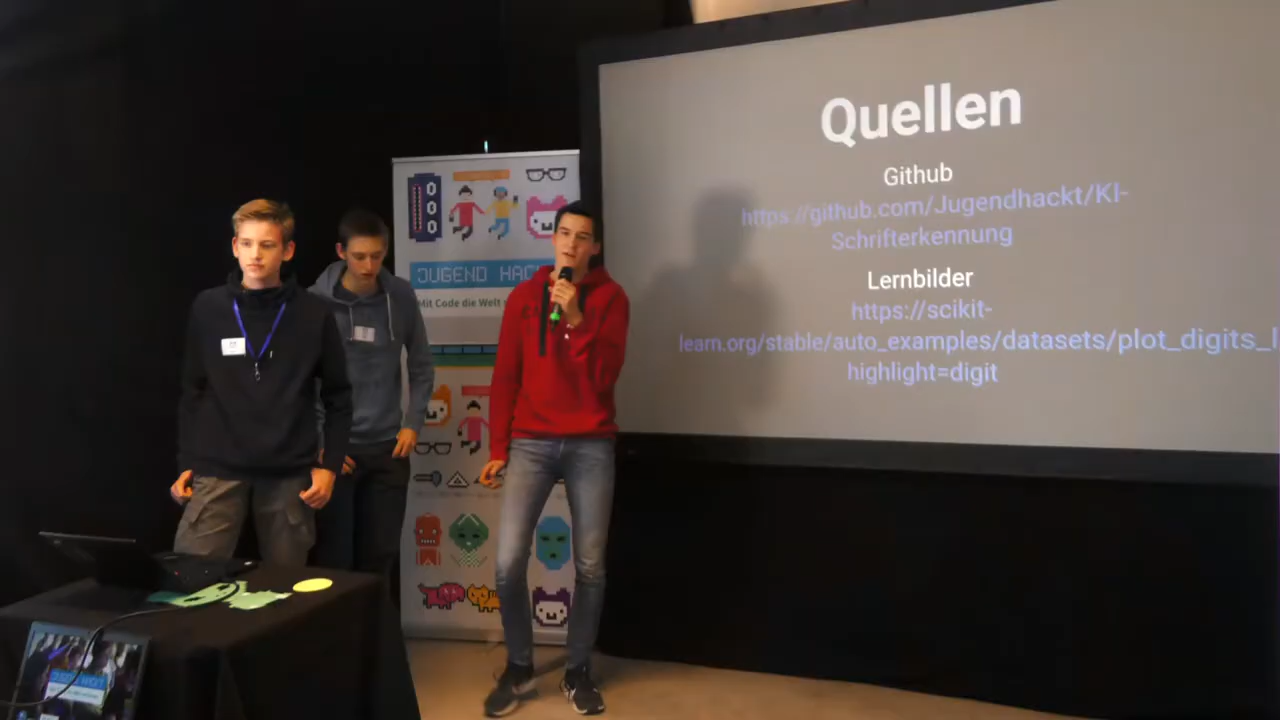 Quellen
Github
https://github.com/Jugendhackt/KI-
Schrifterkennung
Lernbilder
https://scikit-
learn.org/stable/auto_examples/datasets/plot_digits_l
highlight=digit
JUGEND HAC
Mit Code die Welt